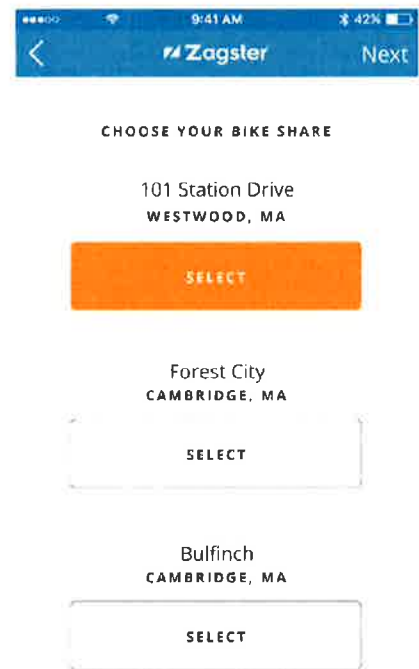 9:41 AM 42%
Zagster Next
CHOOSE YOUR BIKE SHARE
101 Station Drive
WESTWOOD, MA
SELECT
Forest City
CAMBRIDGE, MA
SELECT
Bulfinch
CAMBRIDGE, MA
SELECT